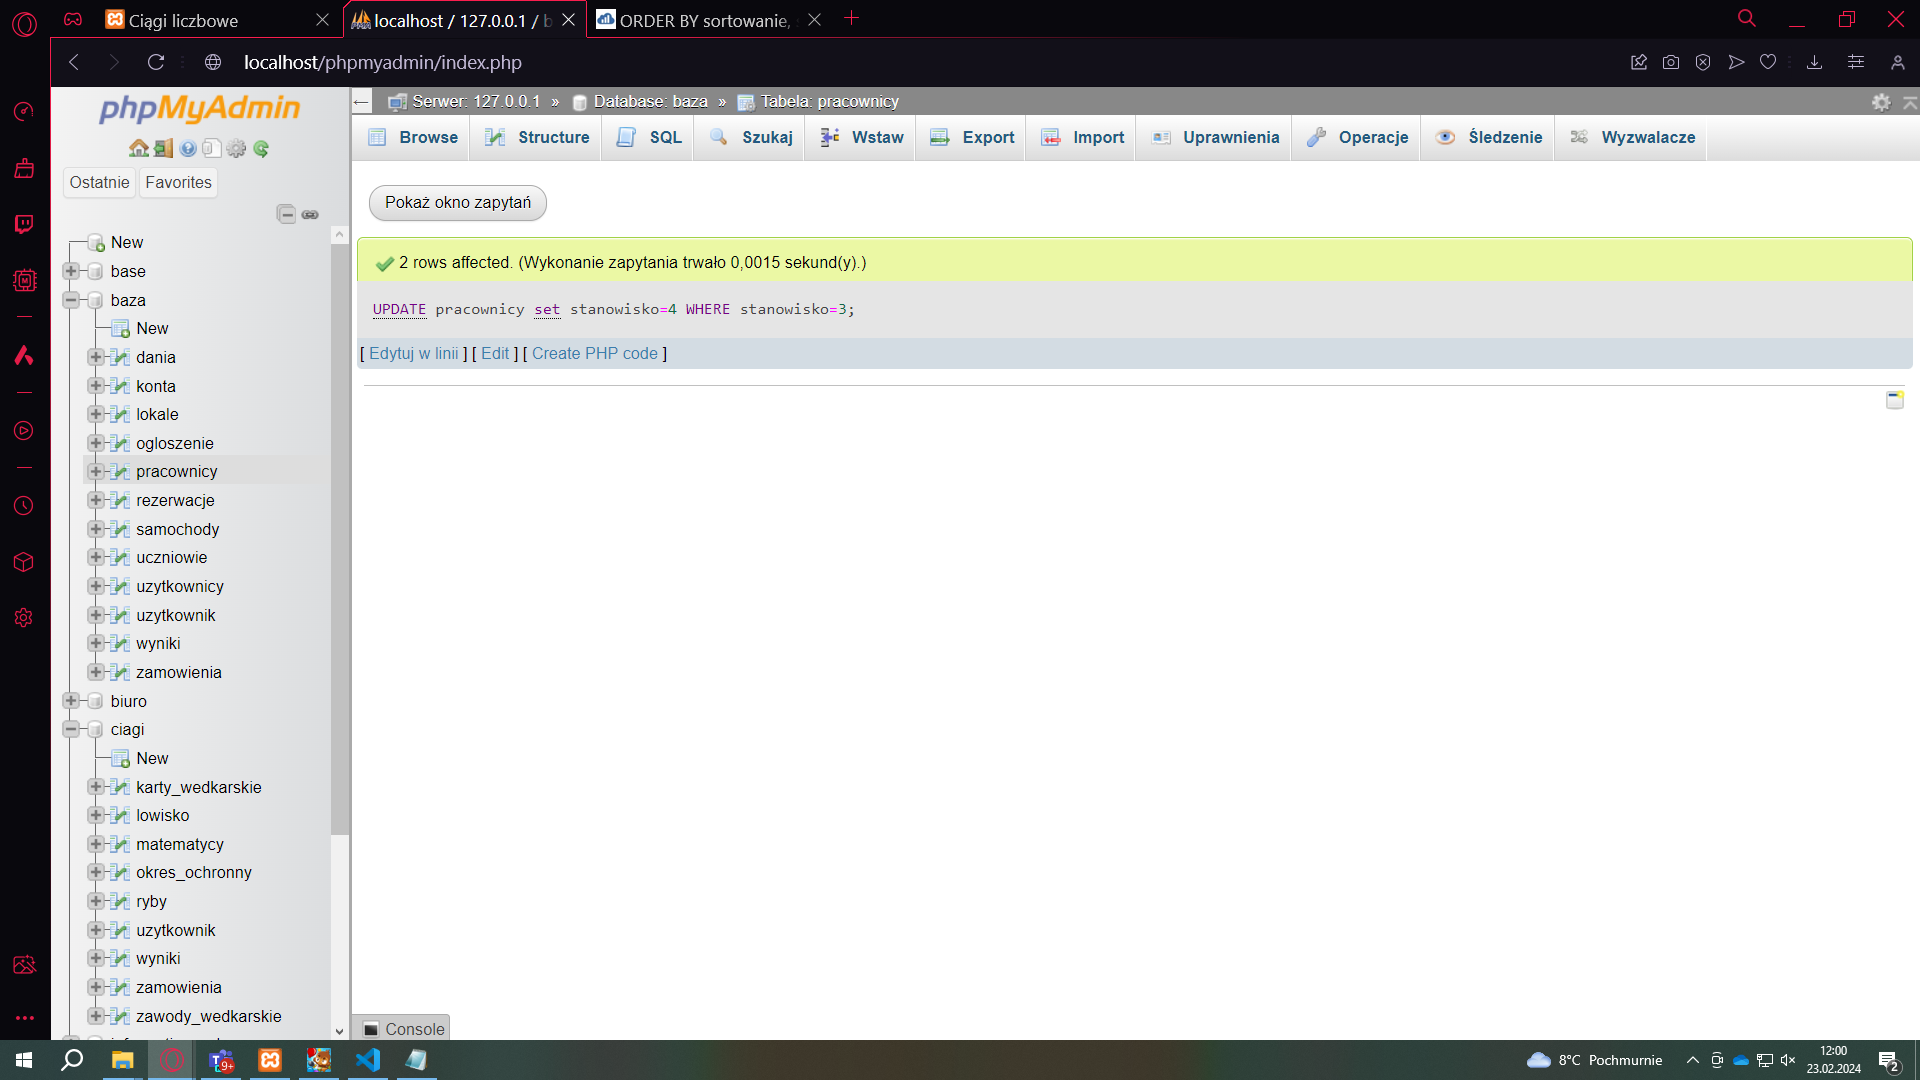 Ciągi liczbowe
localhost / 127.0.0.1 / b
ORDER BY sortowanie,
localhost/phpmyadmin/index.php
phpMyAdmin
Ostatnie
Favorites
New
base
baza
New
dania
konta
lokale
ogloszenie
pracownicy
rezerwacje
samochody
uczniowie
uzytkownicy
uzytkownik
wyniki
zamowienia
biuro
ciagi
New
karty_wedkarskie
lowisko
matematycy
okres_ochronny
ryby
uzytkownik
wyniki
zamowienia
zawody_wedkarskie
Serwer: 127.0.0.1 » Database: baza » Tabela: pracownicy
Browse Structure SQL Szukaj Wstaw Export Import Uprawnienia Operacje Śledzenie Wyzwalacze
Pokaż okno zapytań
2 rows affected. (Wykonanie zapytania trwało 0,0015 sekund(y).)
UPDATE pracownicy set stanowisko=4 WHERE stanowisko=3;
[ Edytuj w linii ] [ Edit ] [ Create PHP code ]
Console
9+
8°C Pochmurnie
12:00
23.02.2024
2